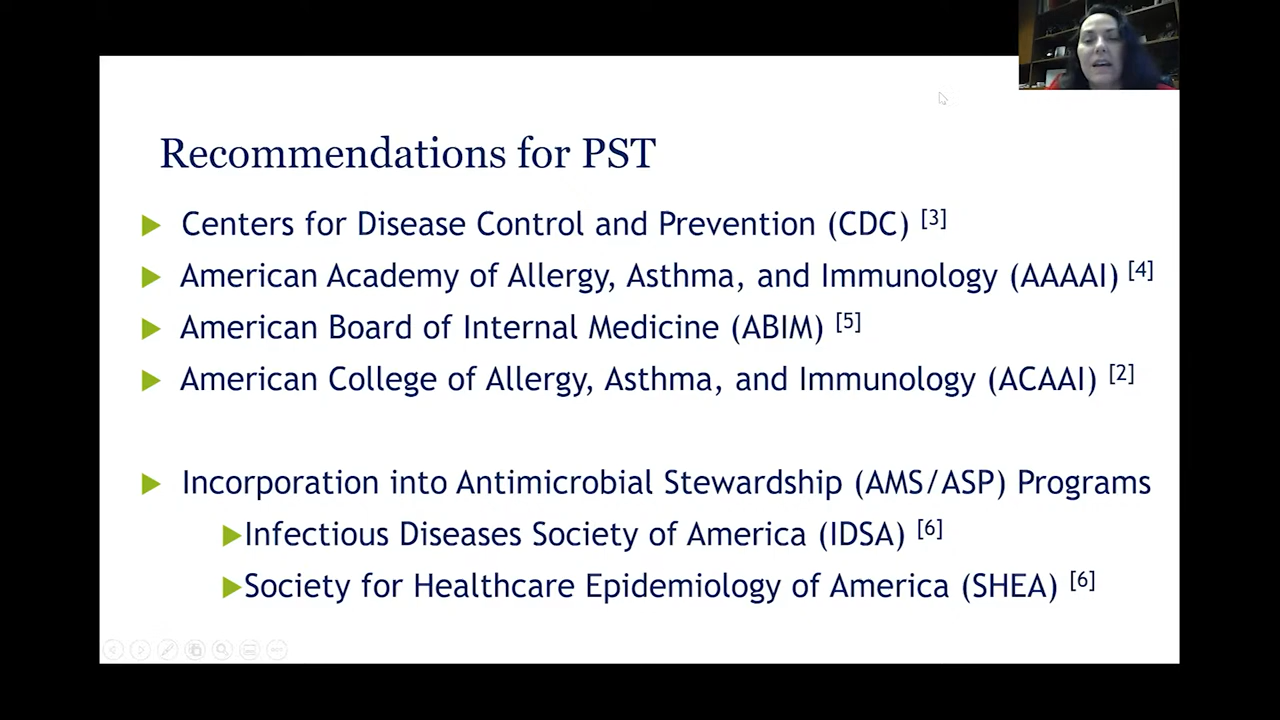 Recommendations for PST
Centers for Disease Control and Prevention (CDC) [3]
American Academy of Allergy, Asthma, and Immunology (AAAAI) [4]
American Board of Internal Medicine (ABIM) [5]
American College of Allergy, Asthma, and Immunology (ACAAI) [2]
Incorporation into Antimicrobial Stewardship (AMS/ASP) Programs
Infectious Diseases Society of America (IDSA) [6]
Society for Healthcare Epidemiology of America (SHEA) [6]